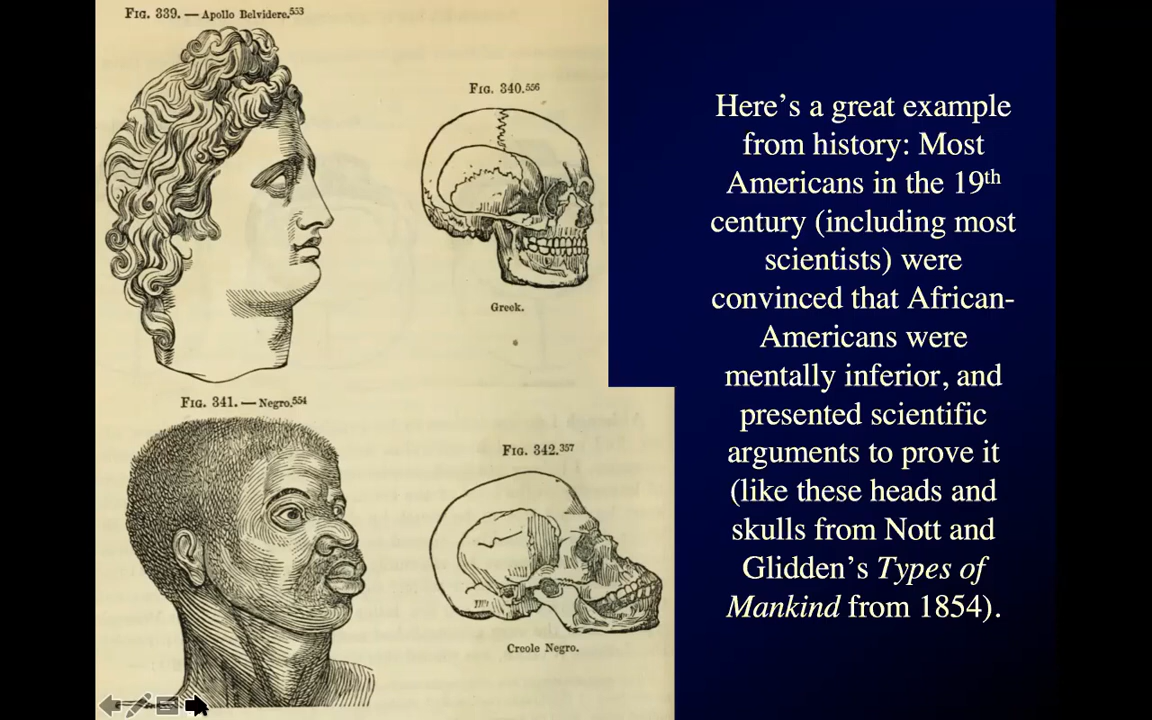 Fig. 339. — Apollo Belvidere.553
Fig. 340.556
Greek.
Fig. 341. — Negro.554
Fig. 342.357
Creole Negro.
Here’s a great example
from history: Most
Americans in the 19th
century (including most
scientists) were
convinced that African-
Americans were
mentally inferior, and
presented scientific
arguments to prove it
(like these heads and
skulls from Nott and
Glidden’s Types of
Mankind from 1854).